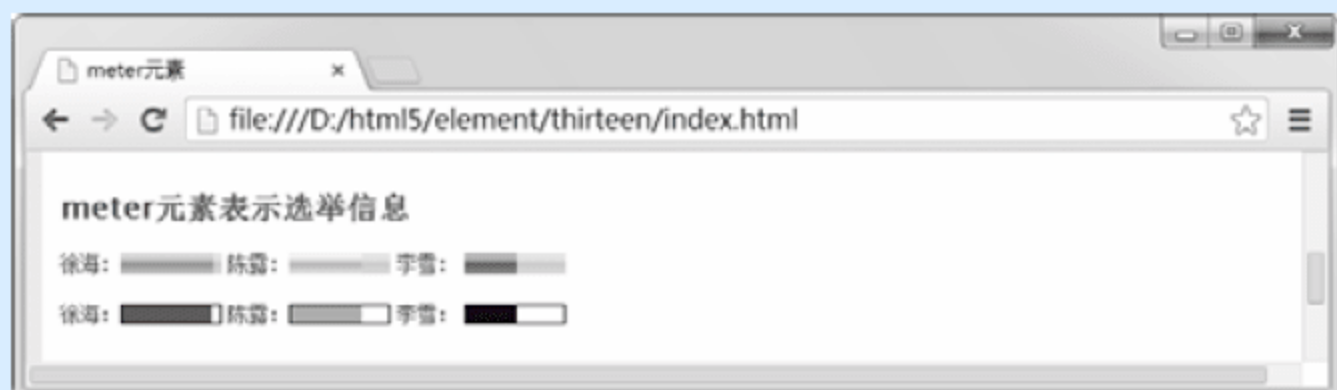 meter元素
file:///D:/html5/element/thirteen/index.html
meter元素表示选举信息
徐海： 陈露： 李雪：
徐海： 陈露： 李雪：